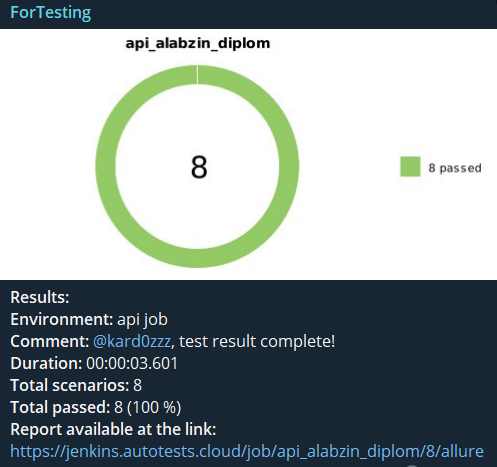 ForTesting
api_alabzin_diplom
8
8 passed
Results:
Environment: api job
Comment: @kard0zzz, test result complete!
Duration: 00:00:03.601
Total scenarios: 8
Total passed: 8 (100 %)
Report available at the link:
https://jenkins.autotests.cloud/job/api_alabzin_diplom/8/allure